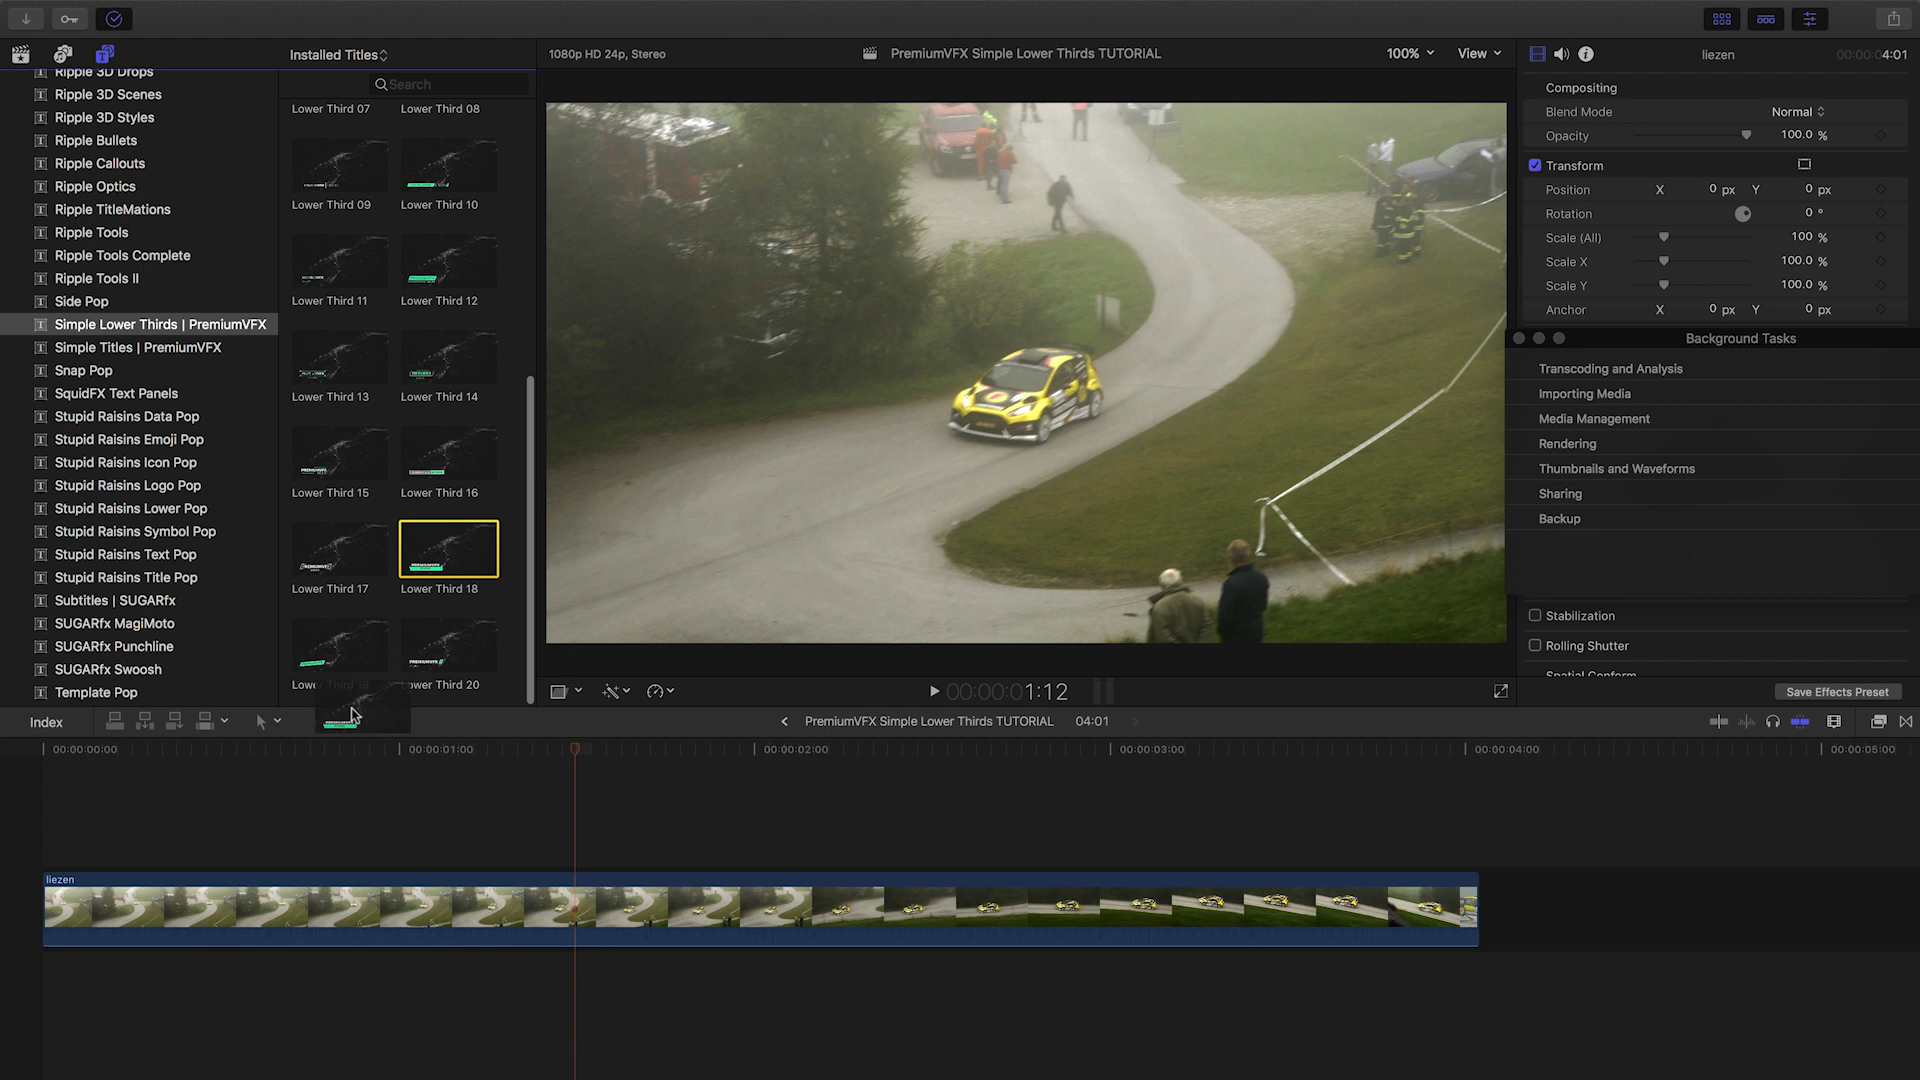 Installed Titles
1080p HD 24p, Stereo
PremiumVFX Simple Lower Thirds TUTORIAL
100%
View
liezen
00:00:04:01
Search
Ripple 3D Drops
Ripple 3D Scenes
Ripple 3D Styles
Ripple Bullets
Ripple Callouts
Ripple Optics
Ripple TitleMations
Ripple Tools
Ripple Tools Complete
Ripple Tools II
Side Pop
Simple Lower Thirds | PremiumVFX
Simple Titles | PremiumVFX
Snap Pop
SquidFX Text Panels
Stupid Raisins Data Pop
Stupid Raisins Emoji Pop
Stupid Raisins Icon Pop
Stupid Raisins Logo Pop
Stupid Raisins Lower Pop
Stupid Raisins Symbol Pop
Stupid Raisins Text Pop
Stupid Raisins Title Pop
Subtitles | SUGARfx
SUGARfx MagiMoto
SUGARfx Punchline
SUGARfx Swoosh
Template Pop
Lower Third 07
Lower Third 08
Lower Third 09
Lower Third 10
Lower Third 11
Lower Third 12
Lower Third 13
Lower Third 14
Lower Third 15
Lower Third 16
Lower Third 17
Lower Third 18
Lower Third 19
Lower Third 20
Compositing
Blend Mode
Normal
Opacity
100.0 %
Transform
Position
X 0 px Y 0 px
Rotation
0 °
Scale (All)
100 %
Scale X
100.0 %
Scale Y
100.0 %
Anchor
X 0 px Y 0 px
Background Tasks
Transcoding and Analysis
Importing Media
Media Management
Rendering
Thumbnails and Waveforms
Sharing
Backup
Stabilization
Rolling Shutter
Spatial Conform
Save Effects Preset
00:00:01:12
Index
PremiumVFX Simple Lower Thirds TUTORIAL
04:01
00:00:00:00
00:00:01:00
00:00:02:00
00:00:03:00
00:00:04:00
00:00:05:00
liezen